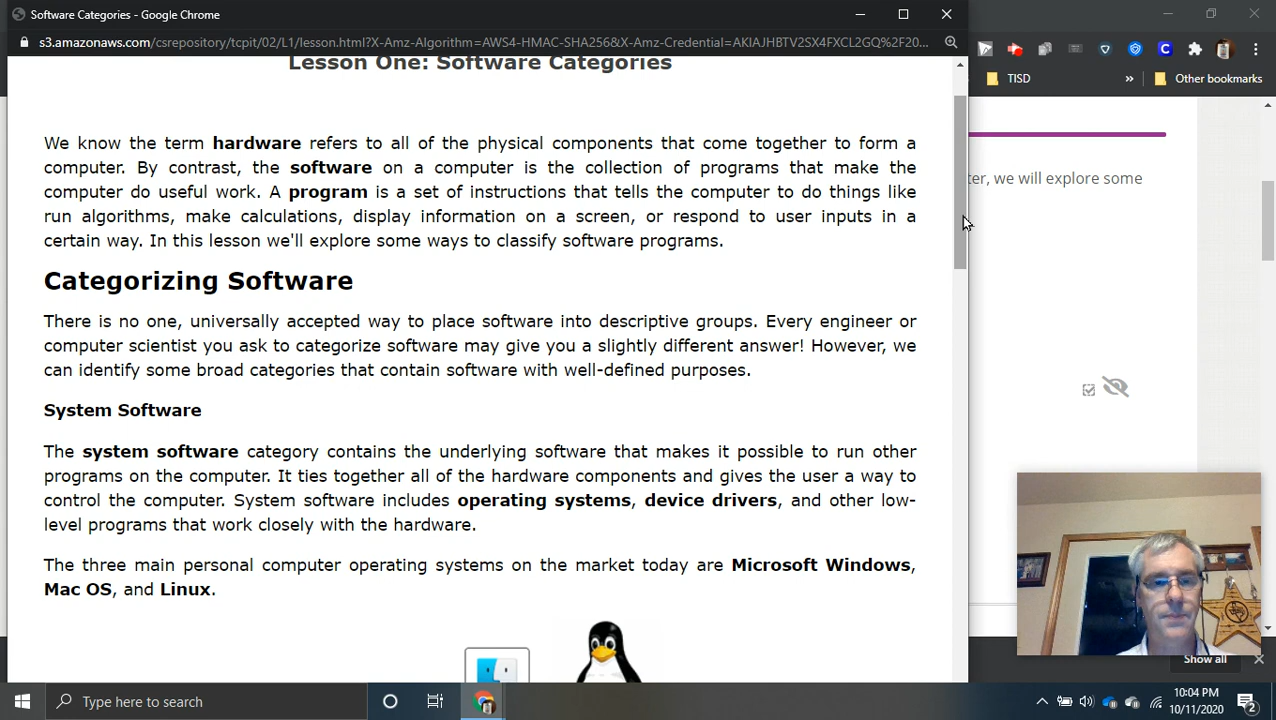 Software Categories - Google Chrome
s3.amazonaws.com/csrepository/tcpit/02/L1/lesson.html?X-Amz-Algorithm=AWS4-HMAC-SHA256&X-Amz-Credential=AKIAJHBTV2SX4FXCL2GQ%2F20...
TISD
»
Other bookmarks
Lesson One: Software Categories
We know the term hardware refers to all of the physical components that come together to form a
computer. By contrast, the software on a computer is the collection of programs that make the
computer do useful work. A program is a set of instructions that tells the computer to do things like
run algorithms, make calculations, display information on a screen, or respond to user inputs in a
certain way. In this lesson we'll explore some ways to classify software programs.
ter, we will explore some
Categorizing Software
There is no one, universally accepted way to place software into descriptive groups. Every engineer or
computer scientist you ask to categorize software may give you a slightly different answer! However, we
can identify some broad categories that contain software with well-defined purposes.
System Software
The system software category contains the underlying software that makes it possible to run other
programs on the computer. It ties together all of the hardware components and gives the user a way to
control the computer. System software includes operating systems, device drivers, and other low-
level programs that work closely with the hardware.
The three main personal computer operating systems on the market today are Microsoft Windows,
Mac OS, and Linux.
Show all
Type here to search
10:04 PM
10/11/2020
2